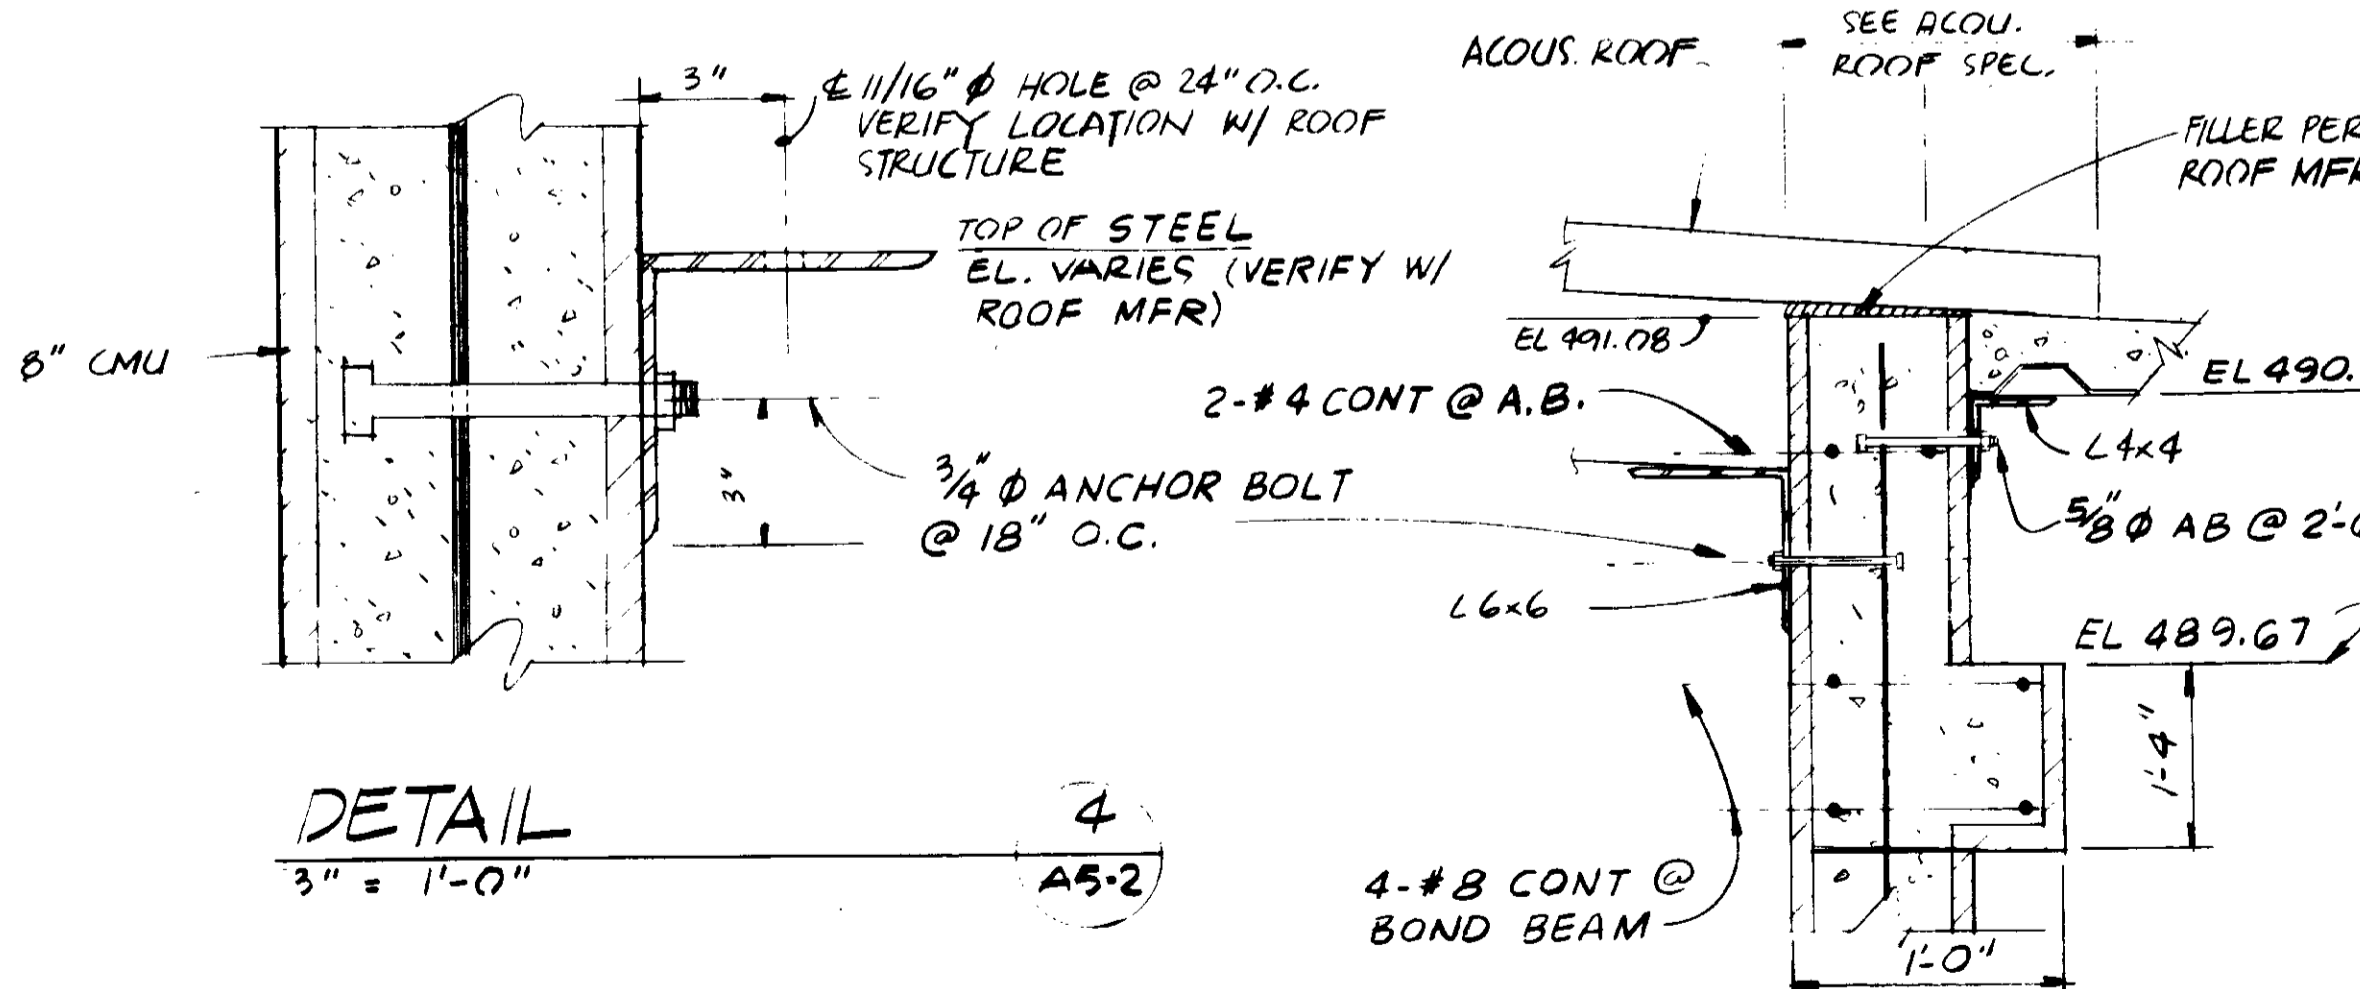 3"
℄ 11/16" ϕ HOLE @ 24" O.C.
VERIFY LOCATION W/ ROOF
STRUCTURE
TOP OF STEEL
EL. VARIES (VERIFY W/
ROOF MFR)
8" CMU
3/4" ϕ ANCHOR BOLT
@ 18" O.C.
3"
DETAIL
3" = 1'-0"
4
A5-2
ACOUS. ROOF
SEE ACOU.
ROOF SPEC.
FILLER PER
ROOF MFR
EL 491.08
EL 490.
2-#4 CONT @ A.B.
L4x4
5/8" ϕ AB @ 2'-
L6x6
EL 489.67
1'-4"
4-#8 CONT @
BOND BEAM
1'-0"